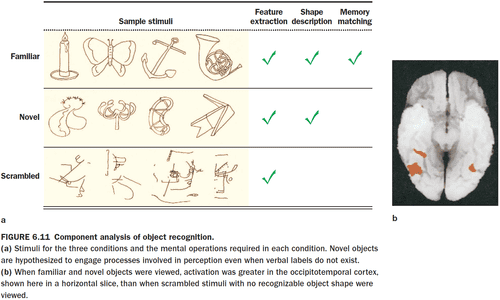 Sample stimuli
Feature extraction
Shape description
Memory matching
Familiar
Novel
Scrambled
a
b
FIGURE 6.11 Component analysis of object recognition.
(a) Stimuli for the three conditions and the mental operations required in each condition. Novel objects
are hypothesized to engage processes involved in perception even when verbal labels do not exist.
(b) When familiar and novel objects were viewed, activation was greater in the occipitotemporal cortex,
shown here in a horizontal slice, than when scrambled stimuli with no recognizable object shape were
viewed.